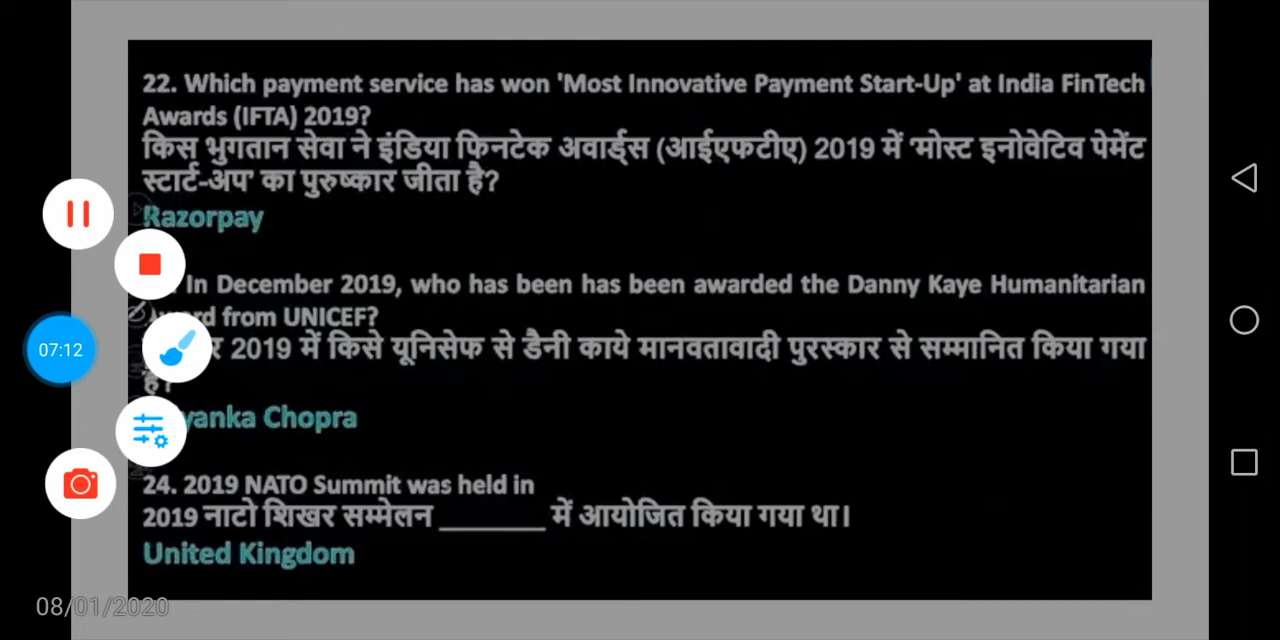 22. Which payment service has won 'Most Innovative Payment Start-Up' at India FinTech
Awards (IFTA) 2019?
किस भुगतान सेवा ने इंडिया फिनटेक अवार्ड्स (आईएफटीए) 2019 में 'मोस्ट इनोवेटिव पेमेंट
स्टार्ट-अप' का पुरुष्कार जीता है?
Razorpay
In December 2019, who has been has been awarded the Danny Kaye Humanitarian
from UNICEF?
2019 में किसे यूनिसेफ से डैनी काये मानवतावादी पुरस्कार से सम्मानित किया गया
है?
Chopra
24. 2019 NATO Summit was held in
2019 नाटो शिखर सम्मेलन _______ में आयोजित किया गया था।
United Kingdom
07:12
08/01/2020